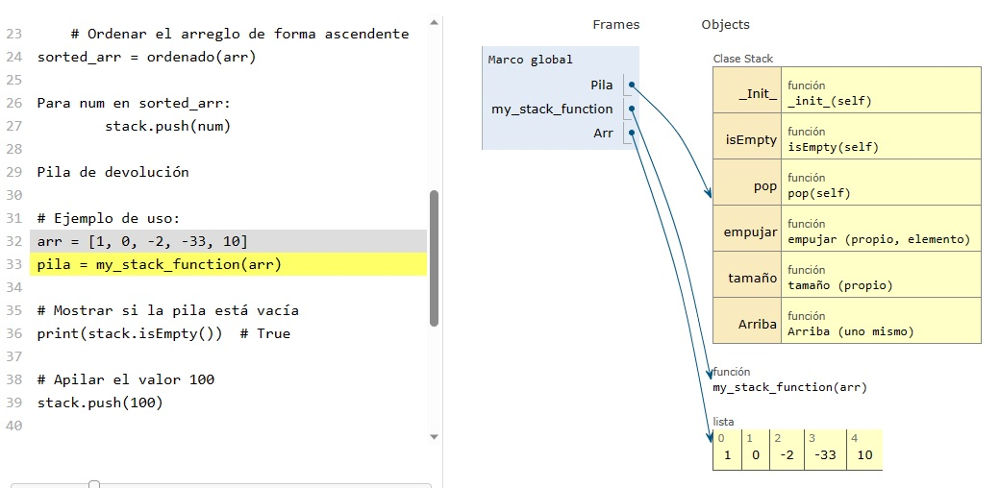 23 # Ordenar el arreglo de forma ascendente
24 sorted_arr = ordenado(arr)
25
26 Para num en sorted_arr:
27 stack.push(num)
28
29 Pila de devolución
30
31 # Ejemplo de uso:
32 arr = [1, 0, -2, -33, 10]
33 pila = my_stack_function(arr)
34
35 # Mostrar si la pila está vacía
36 print(stack.isEmpty()) # True
37
38 # Apilar el valor 100
39 stack.push(100)
40
Frames
Objects
Marco global
Pila
my_stack_function
Arr
Clase Stack
_Init_
función
_init_(self)
isEmpty
función
isEmpty(self)
pop
función
pop(self)
empujar
función
empujar (propio, elemento)
tamaño
función
tamaño (propio)
Arriba
función
Arriba (uno mismo)
función
my_stack_function(arr)
lista
0 1 2 3 4
1 0 -2 -33 10